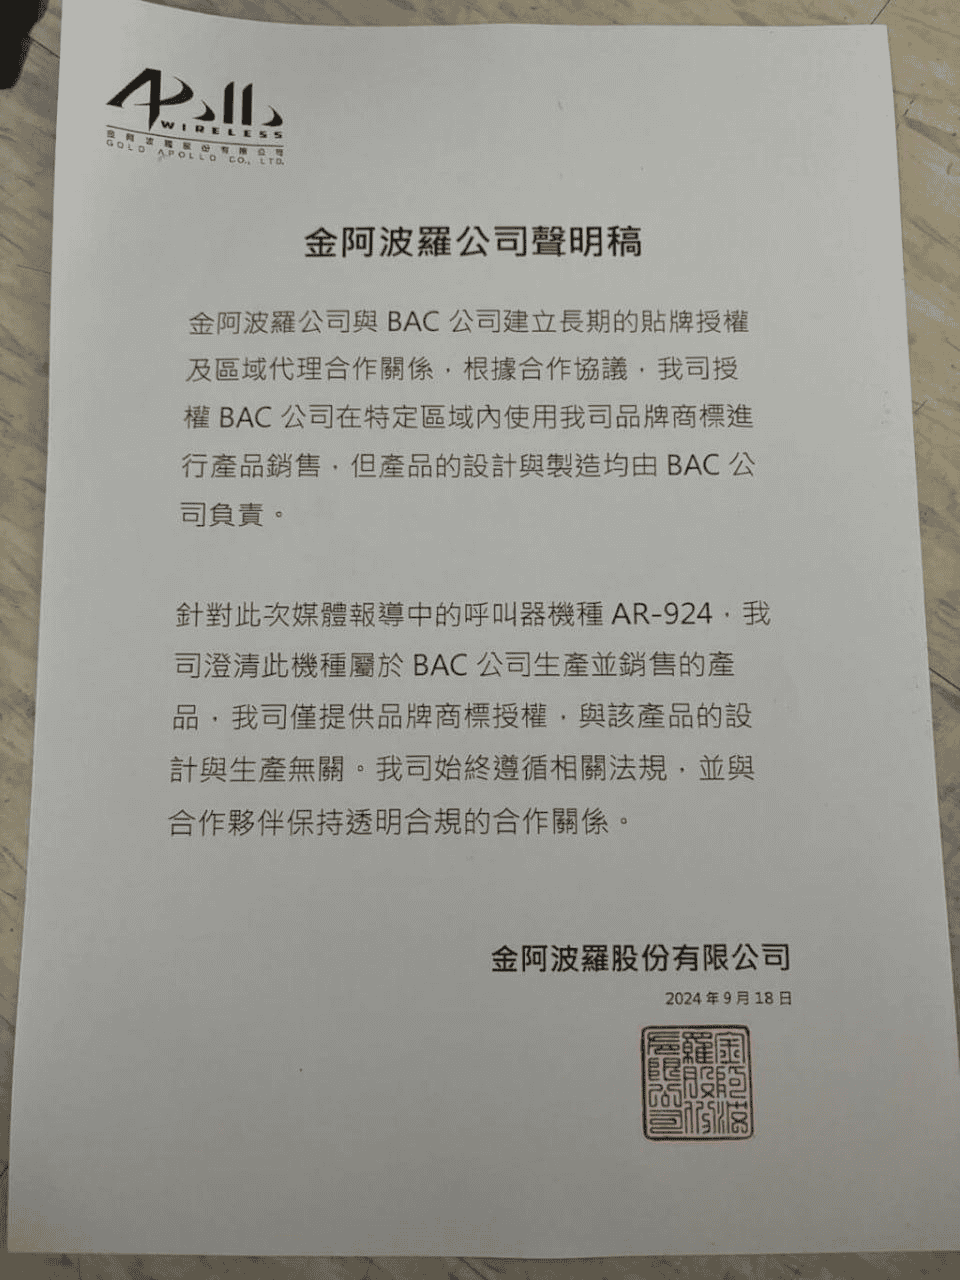 Apollo
WIRELESS
金阿波羅股份有限公司
GOLD APOLLO CO., LTD.
金阿波羅公司聲明稿
金阿波羅公司與 BAC 公司建立長期的貼牌授權
及區域代理合作關係，根據合作協議，我司授
權 BAC 公司在特定區域內使用我司品牌商標進
行產品銷售，但產品的設計與製造均由 BAC 公
司負責。
針對此次媒體報導中的呼叫器機種 AR-924，我
司澄清此機種屬於 BAC 公司生產並銷售的產
品，我司僅提供品牌商標授權，與該產品的設
計與生產無關。我司始終遵循相關法規，並與
合作夥伴保持透明合規的合作關係。
金阿波羅股份有限公司
2024 年 9 月 18 日
金阿波羅股份有限公司